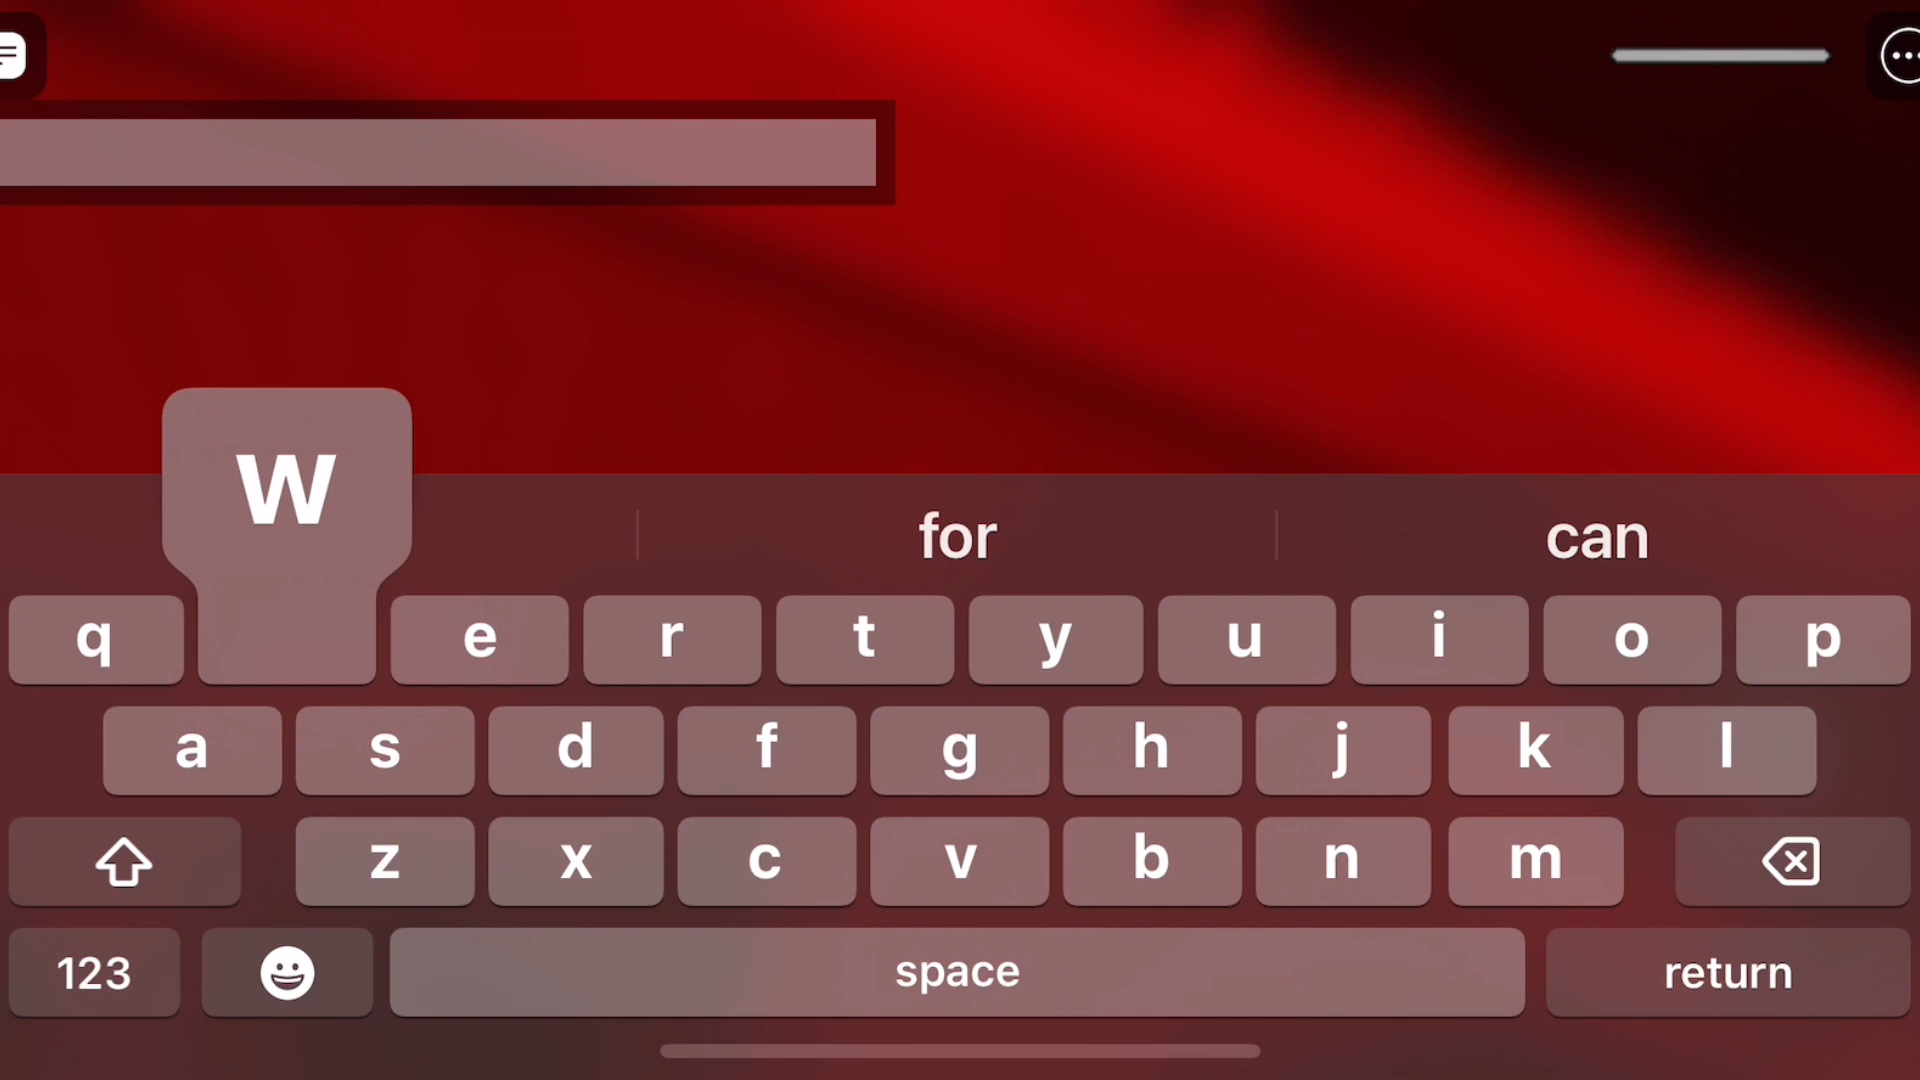 for can
w
q e r t y u i o p
a s d f g h j k l
z x c v b n m
123 space return